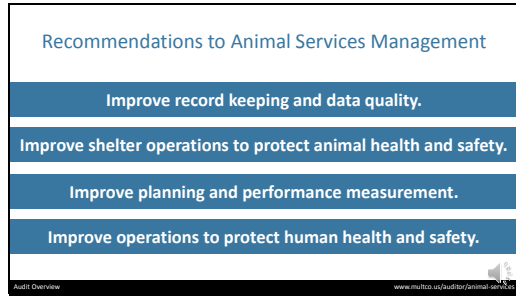 Recommendations to Animal Services Management
Improve record keeping and data quality.
Improve shelter operations to protect animal health and safety.
Improve planning and performance measurement.
Improve operations to protect human health and safety.
Audit Overview
www.multco.us/auditor/animal-services